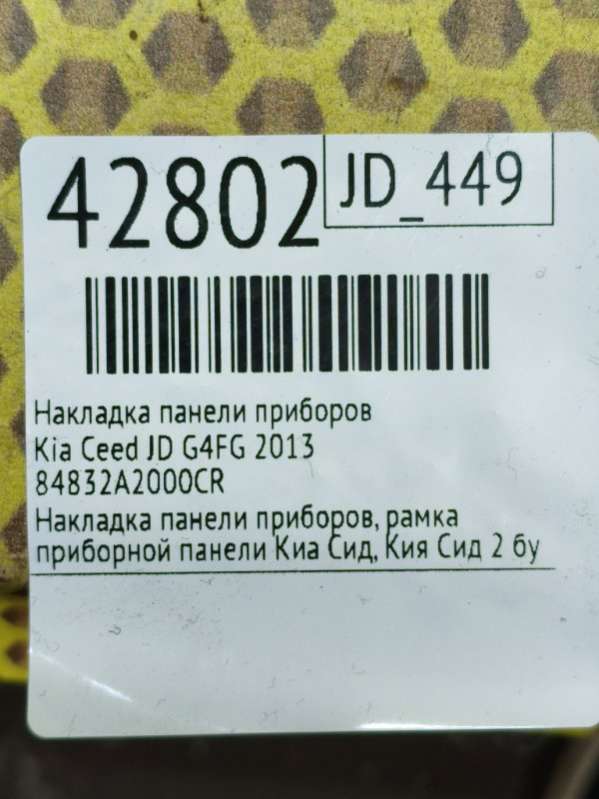 42802
JD_449
Накладка панели приборов
Kia Ceed JD G4FG 2013
84832A2000CR
Накладка панели приборов, рамка
приборной панели Киа Сид, Кия Сид 2 бу